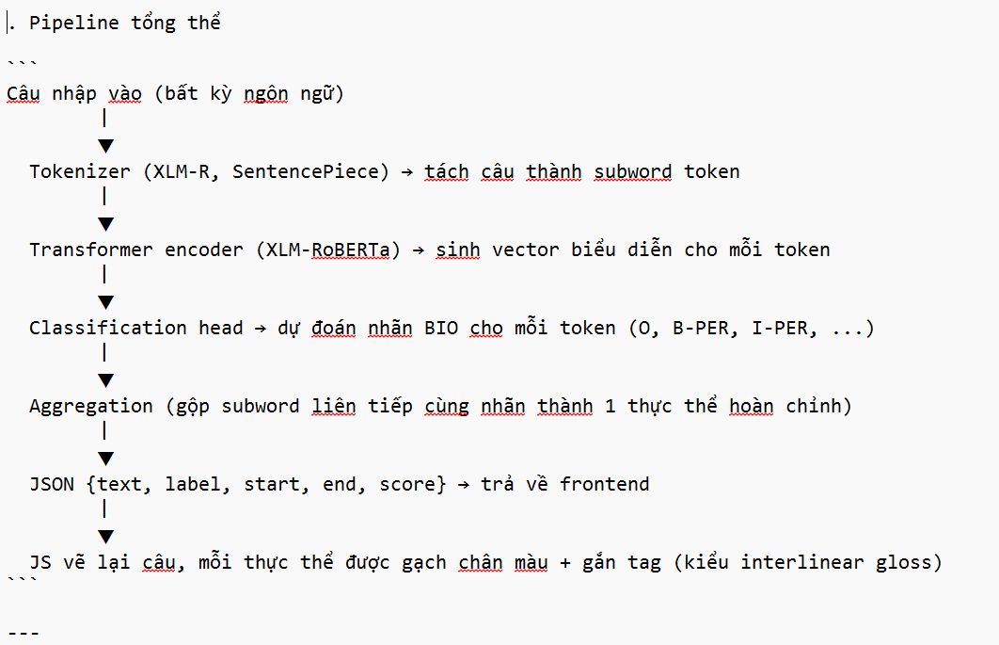 . Pipeline tổng thể
```
Câu nhập vào (bất kỳ ngôn ngữ)
|
▼
Tokenizer (XLM-R, SentencePiece) → tách câu thành subword token
|
▼
Transformer encoder (XLM-RoBERTa) → sinh vector biểu diễn cho mỗi token
|
▼
Classification head → dự đoán nhãn BIO cho mỗi token (O, B-PER, I-PER, ...)
|
▼
Aggregation (gộp subword liên tiếp cùng nhãn thành 1 thực thể hoàn chỉnh)
|
▼
JSON {text, label, start, end, score} → trả về frontend
|
▼
JS vẽ lại câu, mỗi thực thể được gạch chân màu + gắn tag (kiểu interlinear gloss)
```
---